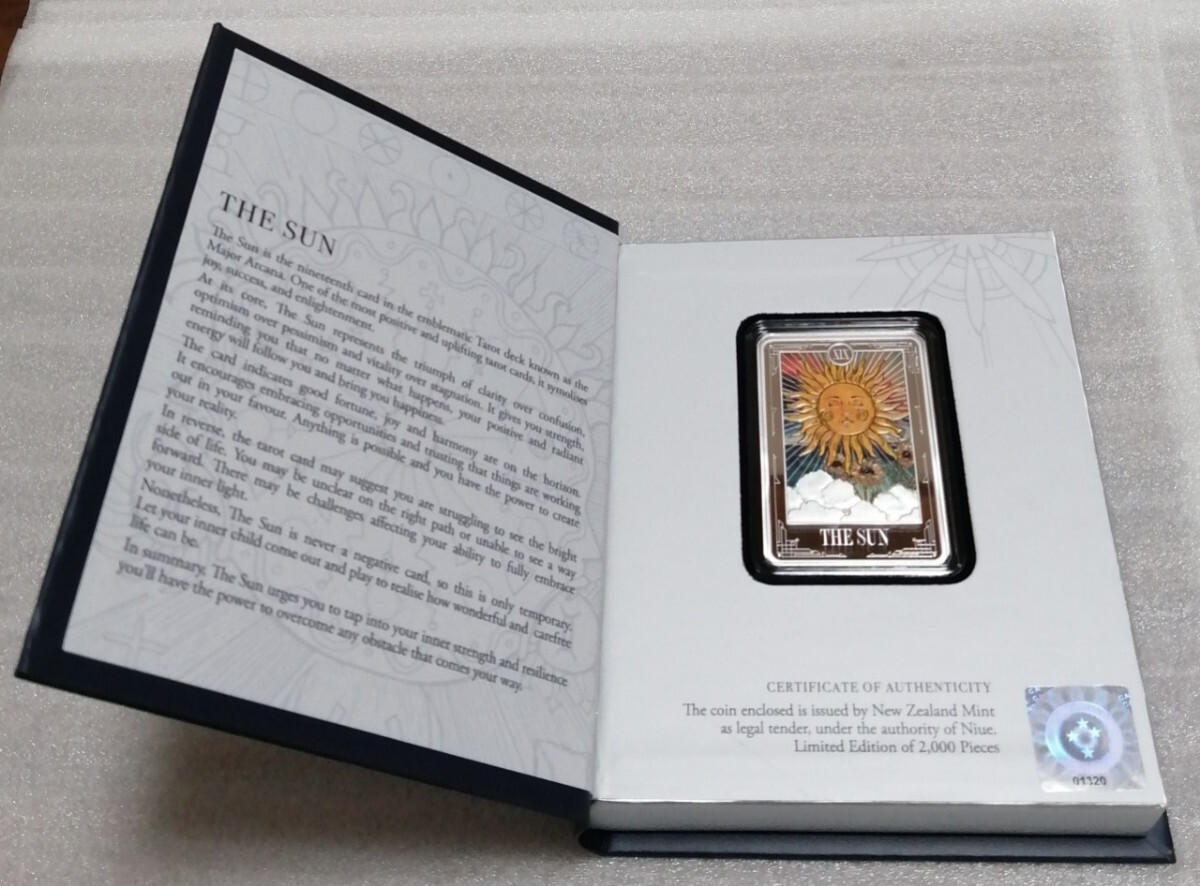 THE SUN
The Sun is the nineteenth card in the emblematic Tarot deck known as the
Major Arcana. One of the most positive and uplifting tarot cards, it symbolises
joy, success, and enlightenment.
At its core, The Sun represents the triumph of clarity over confusion,
optimism over pessimism and vitality over stagnation. It gives you strength,
reminding you that no matter what happens, your positive and radiant
energy will follow you and bring you happiness.
The card indicates good fortune, joy and harmony are on the horizon.
It encourages embracing opportunities and trusting that things are working
out in your favour. Anything is possible and you have the power to create
your reality.
In reverse, the tarot card may suggest you are struggling to see the bright
side of life. You may be unclear on the right path or unable to see a way
forward. There may be challenges affecting your ability to fully embrace
your inner light.
Nonetheless, The Sun is never a negative card, so this is only temporary.
Let your inner child come out and play to realise how wonderful and carefree
life can be.
In summary, The Sun urges you to tap into your inner strength and resilience
you'll have the power to overcome any obstacle that comes your way.
XIX
THE SUN
CERTIFICATE OF AUTHENTICITY
The coin enclosed is issued by New Zealand Mint
as legal tender, under the authority of Niue.
Limited Edition of 2,000 Pieces
01320